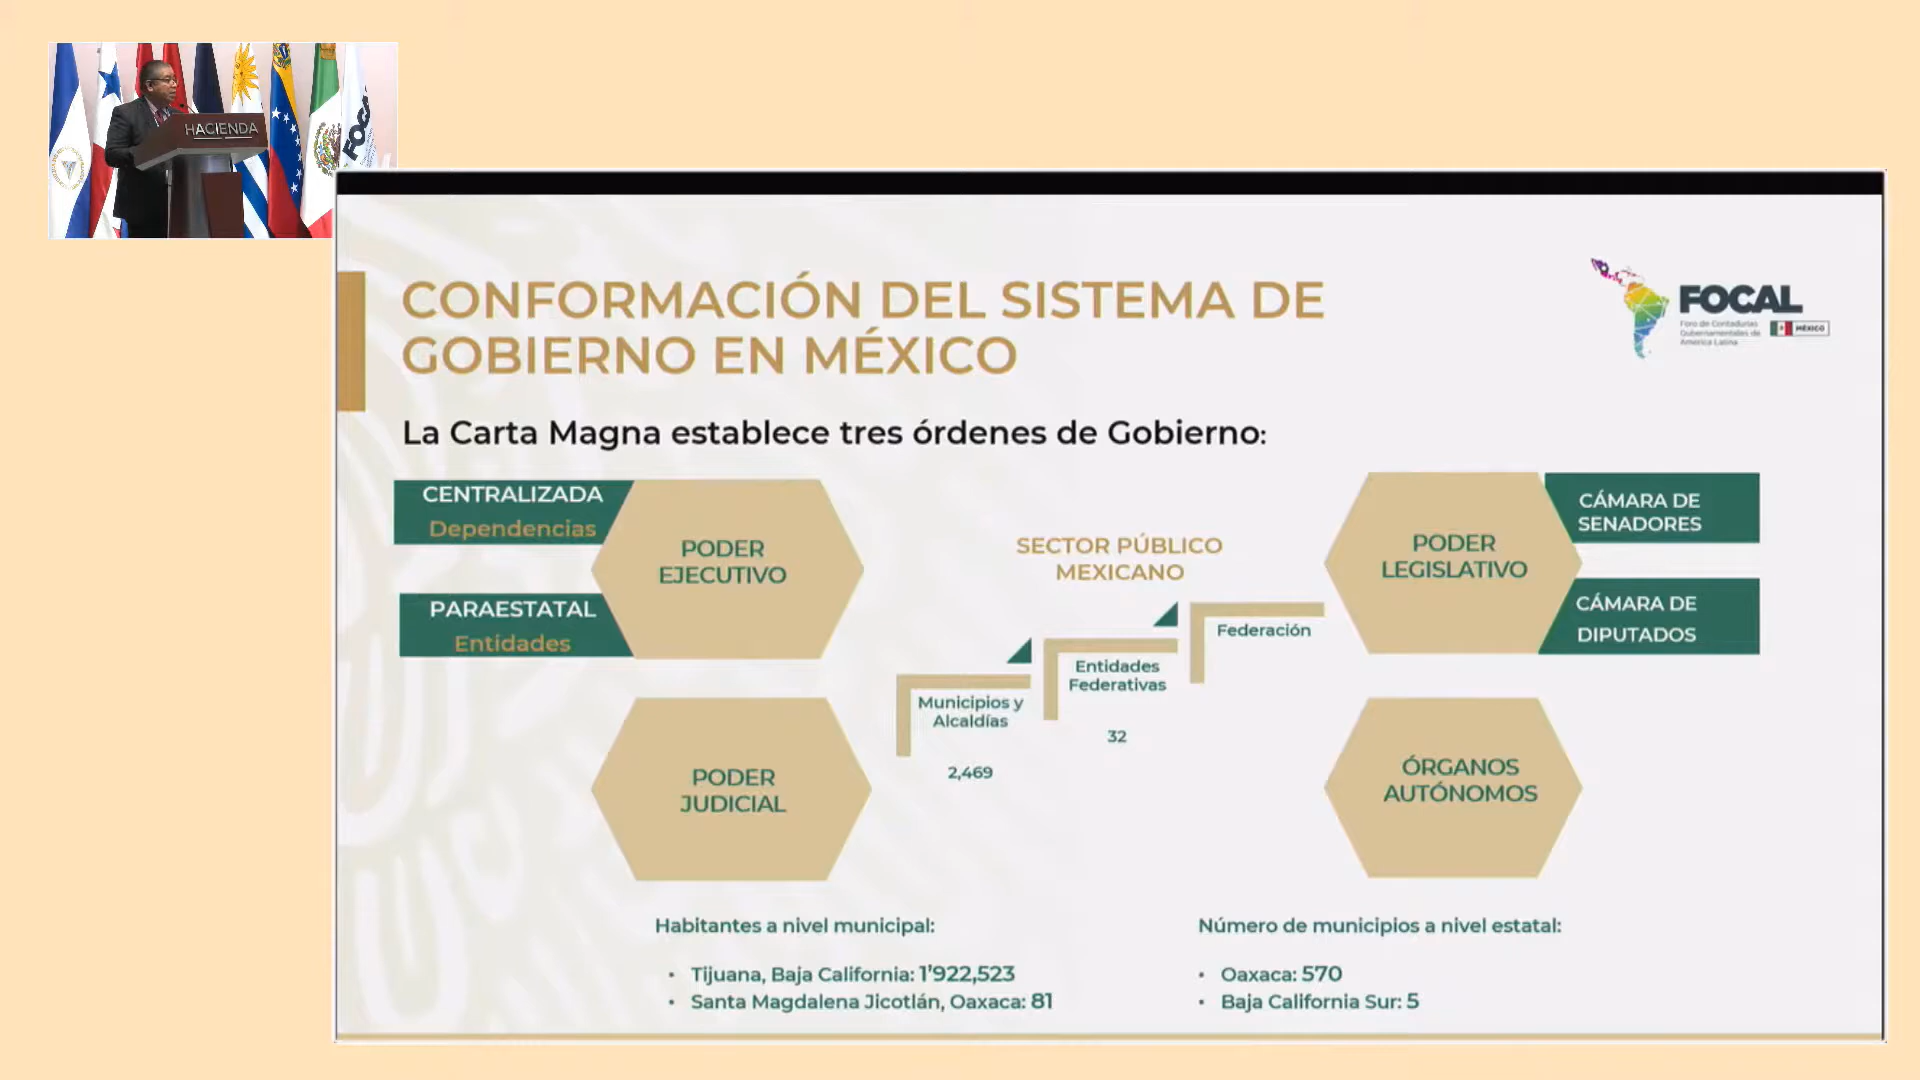 HACIENDA
FOCAL
CONFORMACIÓN DEL SISTEMA DE
GOBIERNO EN MÉXICO
FOCAL
Foro de Contadurías
Gubernamentales de
América Latina
MÉXICO
La Carta Magna establece tres órdenes de Gobierno:
CENTRALIZADA
Dependencias
PODER
EJECUTIVO
PARAESTATAL
Entidades
SECTOR PÚBLICO
MEXICANO
PODER
LEGISLATIVO
CÁMARA DE
SENADORES
CÁMARA DE
DIPUTADOS
Federación
Entidades
Federativas
32
Municipios y
Alcaldías
2,469
PODER
JUDICIAL
ÓRGANOS
AUTÓNOMOS
Habitantes a nivel municipal:
• Tijuana, Baja California: 1'922,523
• Santa Magdalena Jicotlán, Oaxaca: 81
Número de municipios a nivel estatal:
• Oaxaca: 570
• Baja California Sur: 5